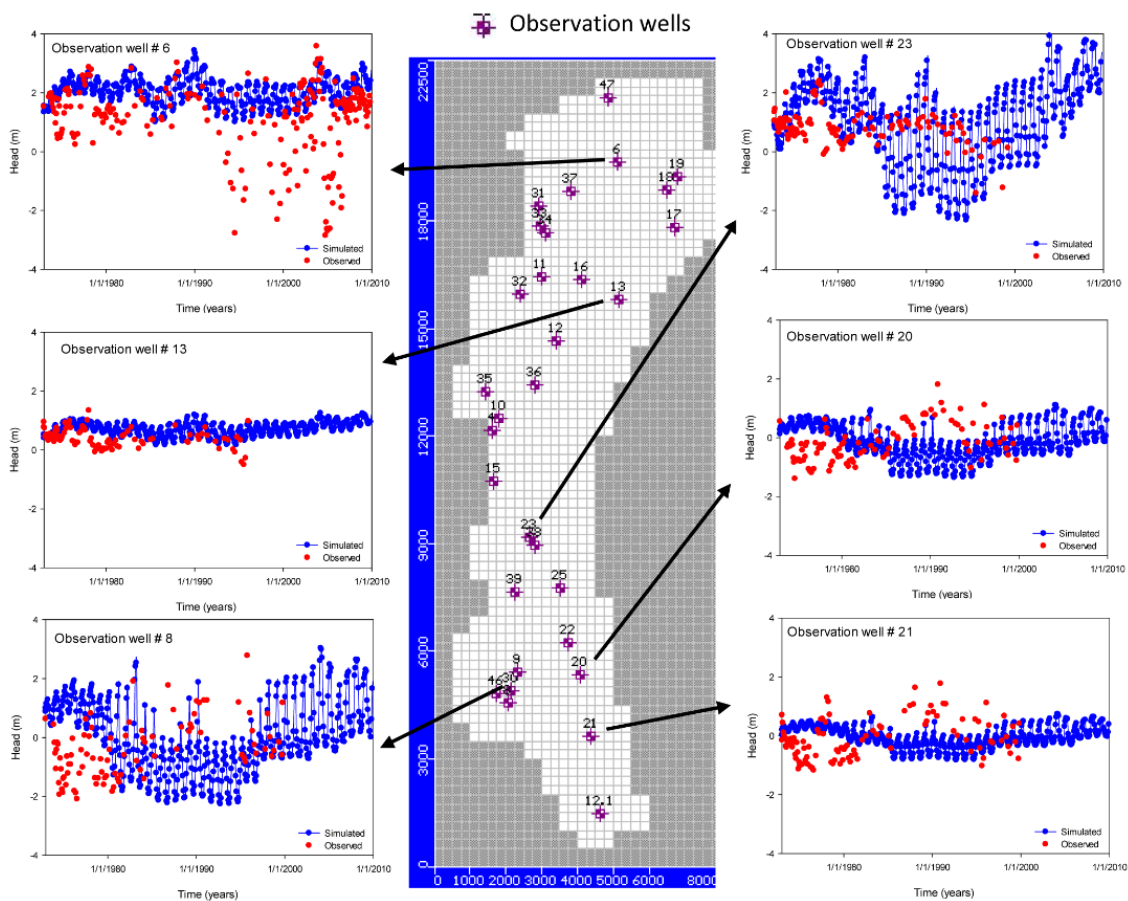 Observation wells
Observation well # 6
4
2
0
-2
-4
Head (m)
Simulated
Observed
1/1/1980
1/1/1990
1/1/2000
1/1/2010
Time (years)
Observation well # 13
4
2
0
-2
-4
Head (m)
Simulated
Observed
1/1/1980
1/1/1990
1/1/2000
1/1/2010
Time (years)
Observation well # 8
4
2
0
-2
-4
Head (m)
Simulated
Observed
1/1/1980
1/1/1990
1/1/2000
1/1/2010
Time (years)
22500
18000
15000
12000
9000
6000
3000
0
47
6
19
18
37
31
33
17
11
16
32
13
12
35
36
10
15
23
39
25
22
9
20
30
46
21
12.1
0 1000 2000 3000 4000 5000 6000 8000
Observation well # 23
4
2
0
-2
-4
Head (m)
Simulated
Observed
1/1/1980
1/1/1990
1/1/2000
1/1/2010
Time (years)
Observation well # 20
4
2
0
-2
-4
Head (m)
Simulated
Observed
1/1/1980
1/1/1990
1/1/2000
1/1/2010
Time (years)
Observation well # 21
4
2
0
-2
-4
Head (m)
Simulated
Observed
1/1/1980
1/1/1990
1/1/2000
1/1/2010
Time (years)